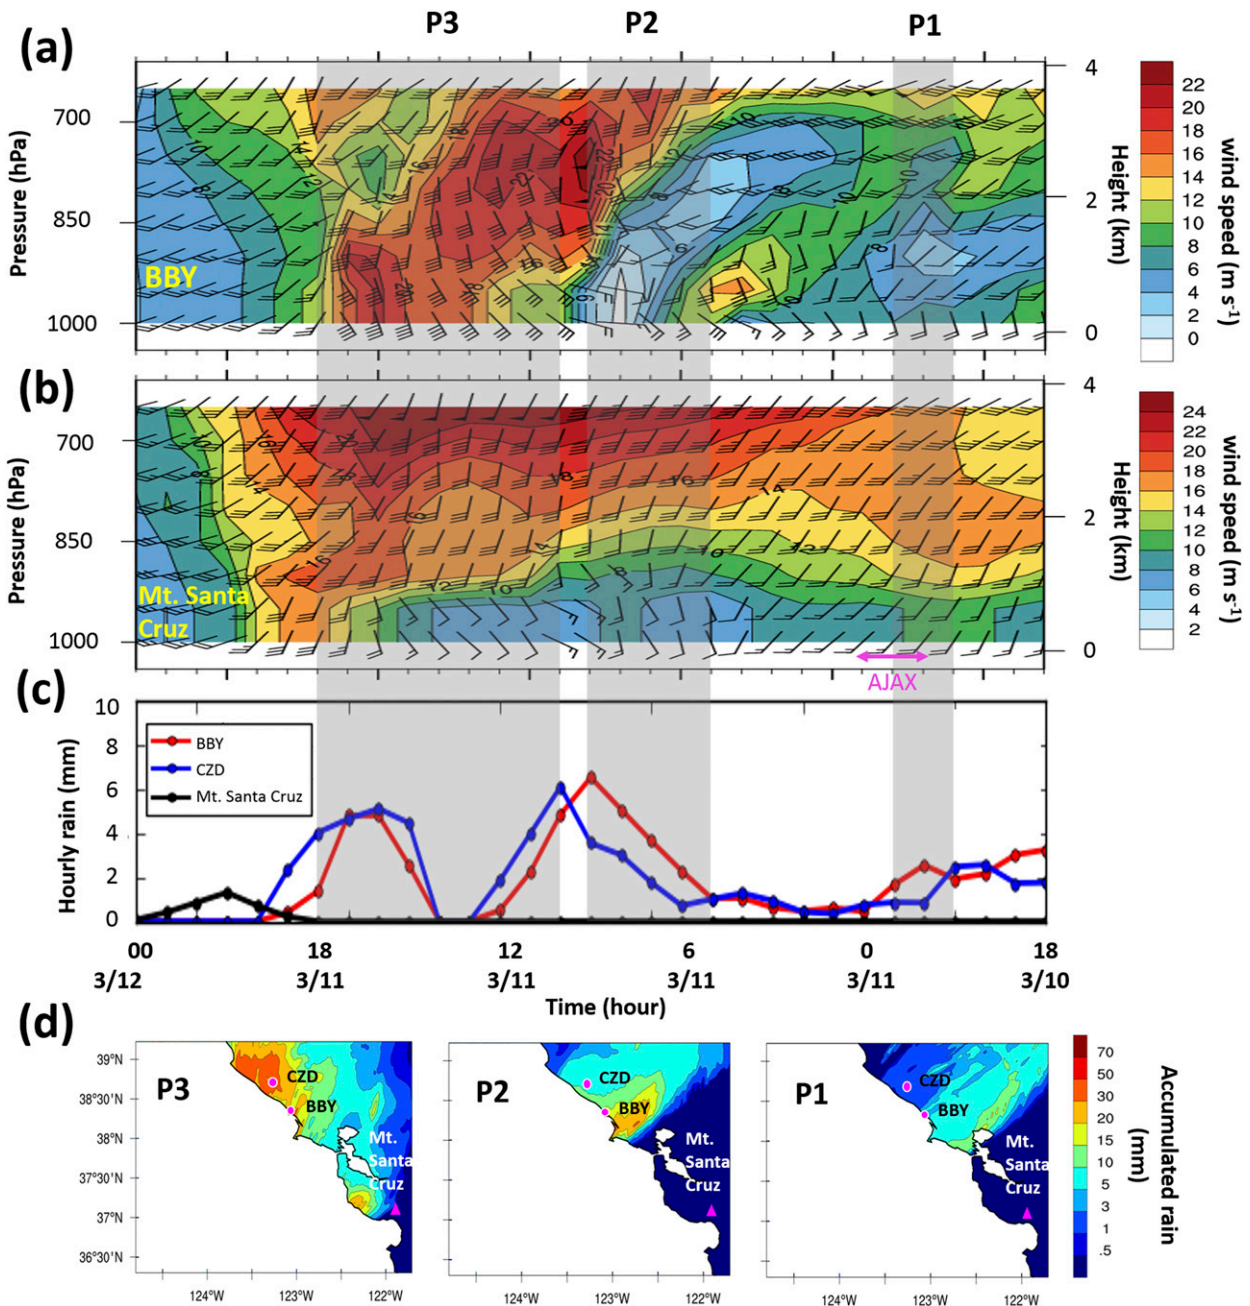 P3 P2 P1
(a)
4
700
850
1000
Pressure (hPa)
BBY
2
0
Height (km)
22
20
18
16
14
12
10
8
6
4
2
0
wind speed (m s-1)
(b)
4
700
850
1000
Pressure (hPa)
Mt. Santa
Cruz
2
0
Height (km)
24
22
20
18
16
14
12
10
8
6
4
2
wind speed (m s-1)
AJAX
(c)
10
8
6
4
2
0
Hourly rain (mm)
BBY
CZD
Mt. Santa Cruz
00 18 12 6 0 18
3/12 3/11 3/11 3/11 3/11 3/10
Time (hour)
(d)
39°N
38°30'N
38°N
37°30'N
37°N
36°30'N
P3
CZD
BBY
Mt.
Santa
Cruz
124°W 123°W 122°W
P2
CZD
BBY
Mt.
Santa
Cruz
124°W 123°W 122°W
P1
CZD
BBY
Mt.
Santa
Cruz
124°W 123°W 122°W
70
50
30
20
15
10
5
3
1
.5
Accumulated rain
(mm)